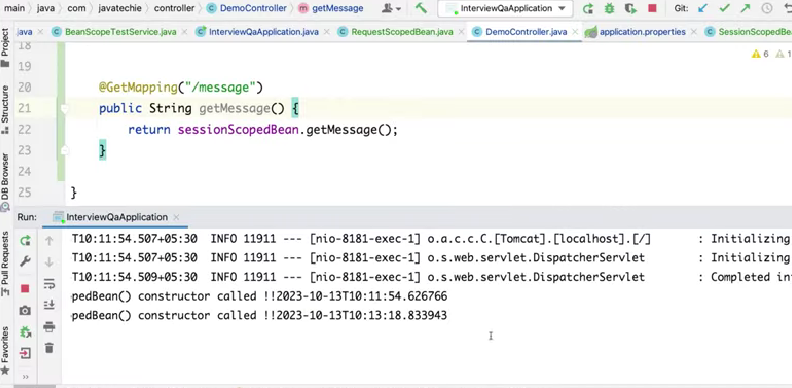 main java com javatechie controller DemoController getMessage InterviewQaApplication Git:
.java BeanScopeTestService.java InterviewQaApplication.java RequestScopedBean.java DemoController.java application.properties SessionScopedBea
18
19
6 1
20 @GetMapping("/message")
21 public String getMessage() {
22 return sessionScopedBean.getMessage();
23 }
24
25 }
Project
Structure
DB Browser
Pull Requests
Favorites
Run: InterviewQaApplication
T10:11:54.507+05:30 INFO 11911 --- [nio-8181-exec-1] o.a.c.c.C.[Tomcat].[localhost].[/] : Initializing
T10:11:54.507+05:30 INFO 11911 --- [nio-8181-exec-1] o.s.web.servlet.DispatcherServlet : Initializing
T10:11:54.509+05:30 INFO 11911 --- [nio-8181-exec-1] o.s.web.servlet.DispatcherServlet : Completed in
pedBean() constructor called !!2023-10-13T10:11:54.626766
pedBean() constructor called !!2023-10-13T10:13:18.833943